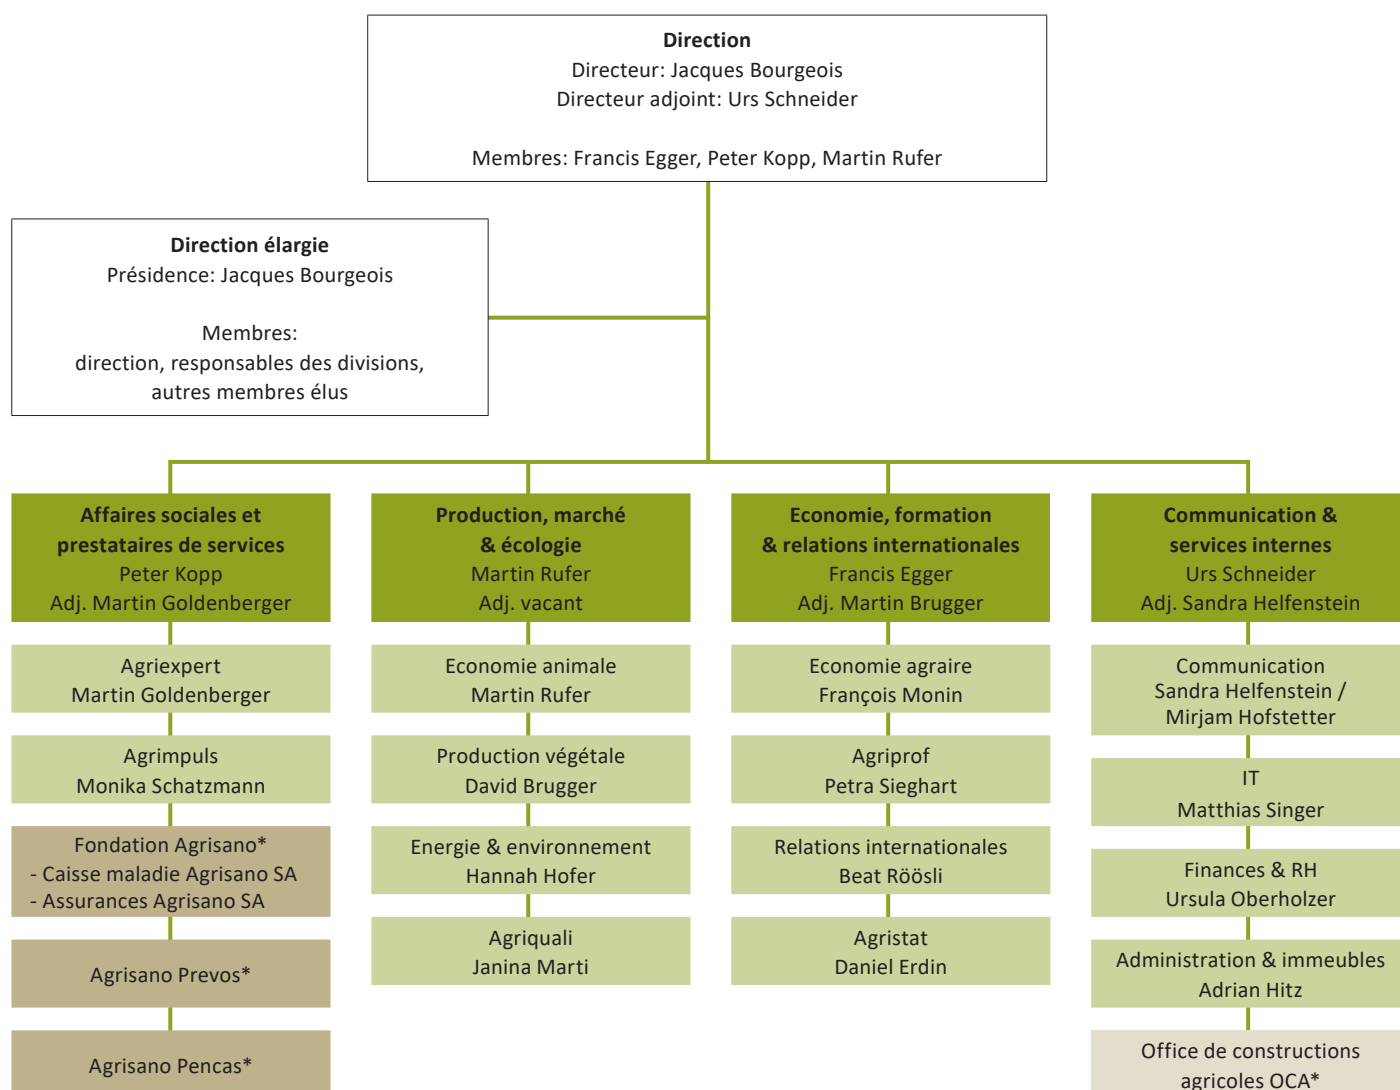 Direction
Directeur: Jacques Bourgeois
Directeur adjoint: Urs Schneider
Membres: Francis Egger, Peter Kopp, Martin Rufer
Direction élargie
Présidence: Jacques Bourgeois
Membres:
direction, responsables des divisions,
autres membres élus
Affaires sociales et
prestataires de services
Peter Kopp
Adj. Martin Goldenberger
Agriexpert
Martin Goldenberger
Agrimpuls
Monika Schatzmann
Fondation Agrisano*
- Caisse maladie Agrisano SA
- Assurances Agrisano SA
Agrisano Prevos*
Agrisano Pencas*
Production, marché
& écologie
Martin Rufer
Adj. vacant
Economie animale
Martin Rufer
Production végétale
David Brugger
Energie & environnement
Hannah Hofer
Agriquali
Janina Marti
Economie, formation
& relations internationales
Francis Egger
Adj. Martin Brugger
Economie agraire
François Monin
Agriprof
Petra Sieghart
Relations internationales
Beat Röösli
Agristat
Daniel Erdin
Communication &
services internes
Urs Schneider
Adj. Sandra Helfenstein
Communication
Sandra Helfenstein /
Mirjam Hofstetter
IT
Matthias Singer
Finances & RH
Ursula Oberholzer
Administration & immeubles
Adrian Hitz
Office de constructions
agricoles OCA*